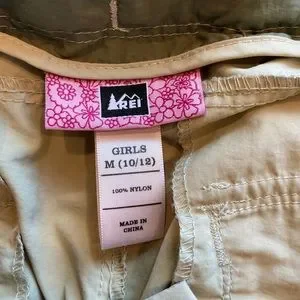 REI
GIRLS
M (10/12)
100% NYLON
MADE IN
CHINA